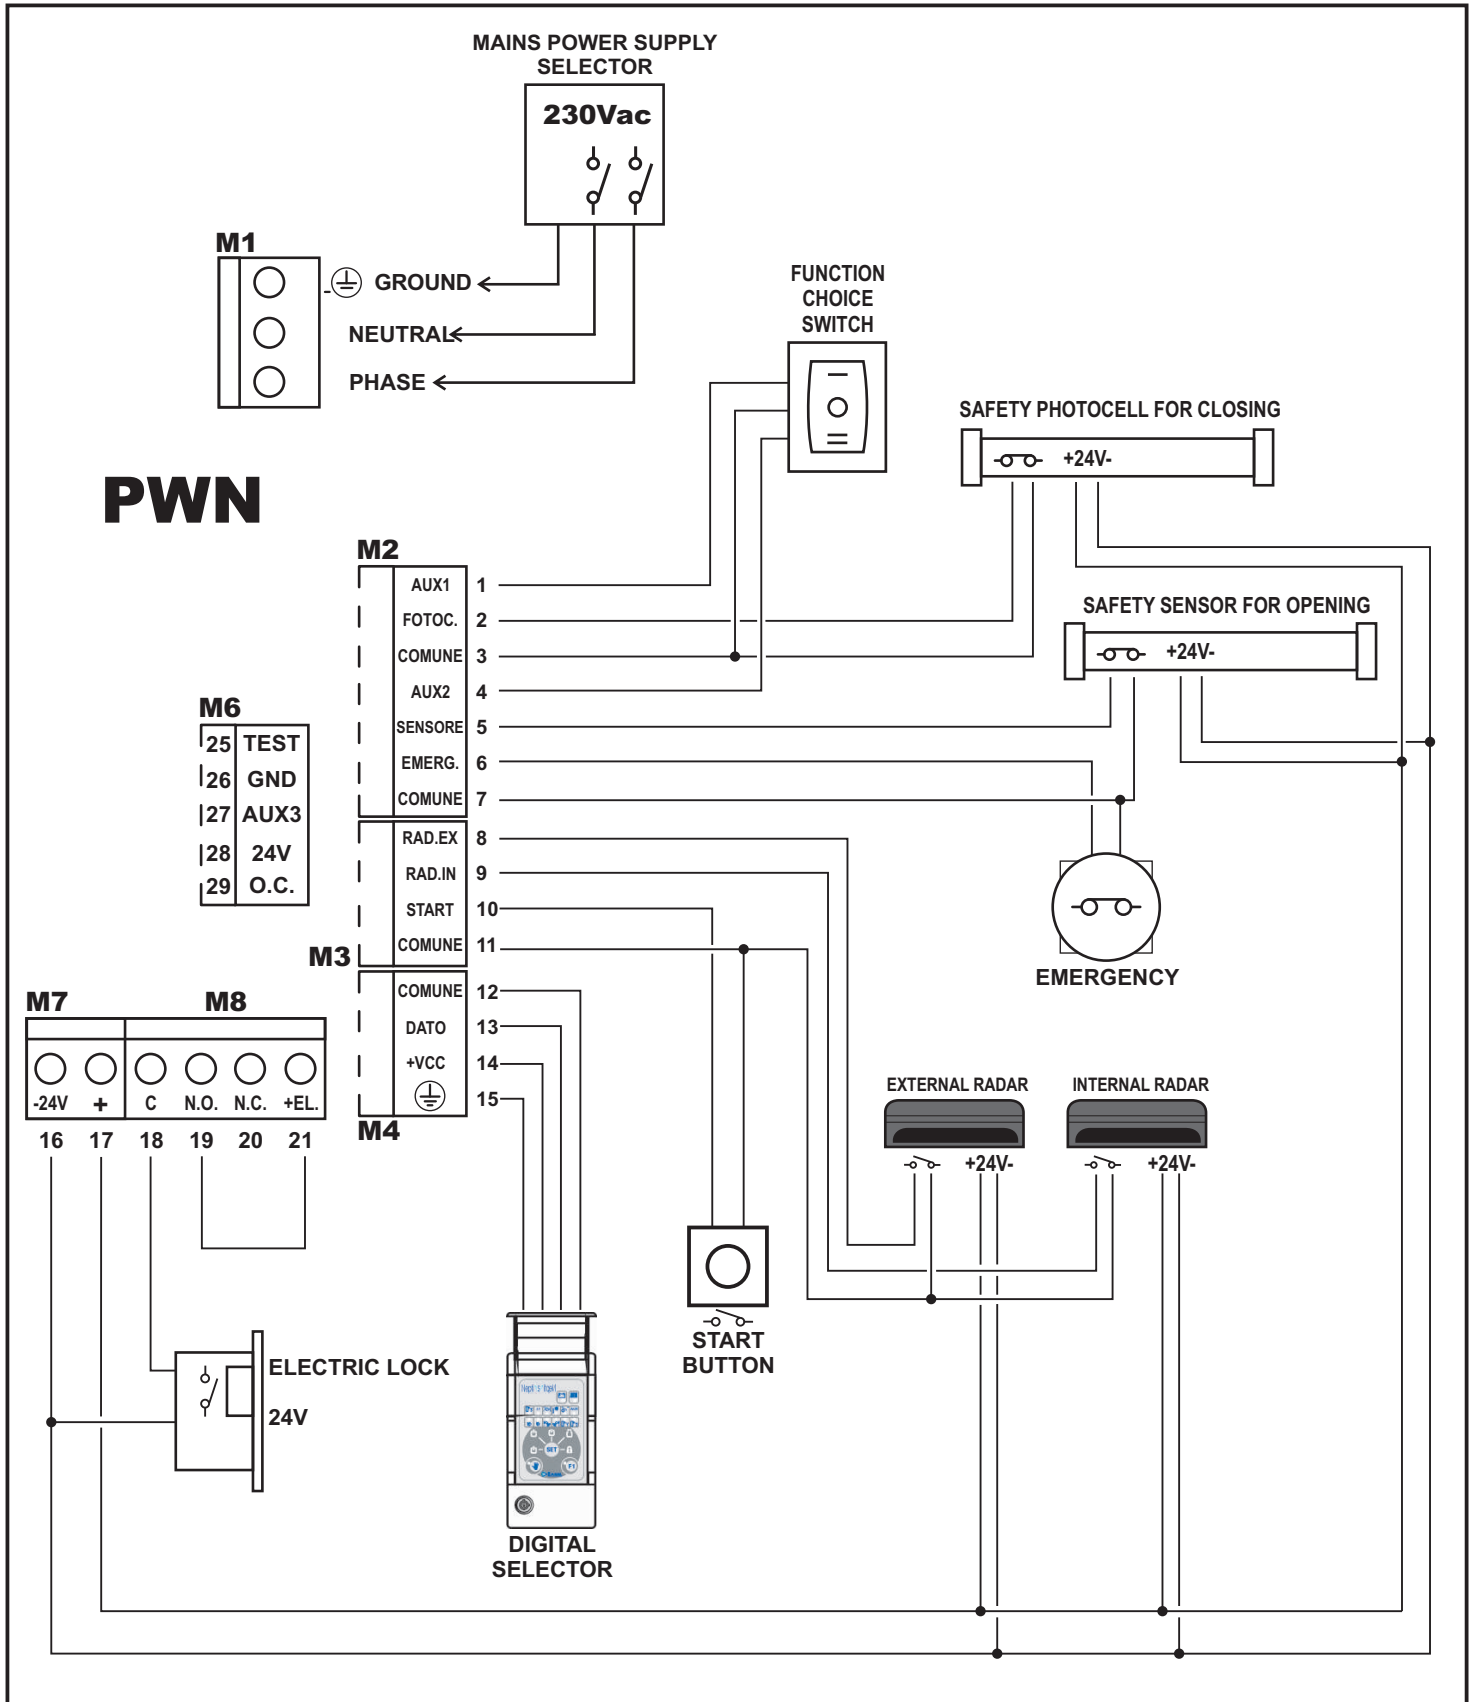 MAINS POWER SUPPLY
SELECTOR
230Vac
M1
GROUND
NEUTRAL
PHASE
FUNCTION
CHOICE
SWITCH
SAFETY PHOTOCELL FOR CLOSING
+24V-
PWN
M2
AUX1 1
FOTOC. 2
COMUNE 3
AUX2 4
SENSORE 5
EMERG. 6
COMUNE 7
SAFETY SENSOR FOR OPENING
+24V-
M6
25 TEST
26 GND
27 AUX3
28 24V
29 O.C.
RAD.EX 8
RAD.IN 9
START 10
COMUNE 11
M3
EMERGENCY
COMUNE 12
DATO 13
+VCC 14
15
M4
M7 M8
-24V + C N.O. N.C. +EL.
16 17 18 19 20 21
EXTERNAL RADAR
+24V-
INTERNAL RADAR
+24V-
START
BUTTON
ELECTRIC LOCK
24V
SET
DIGITAL
SELECTOR